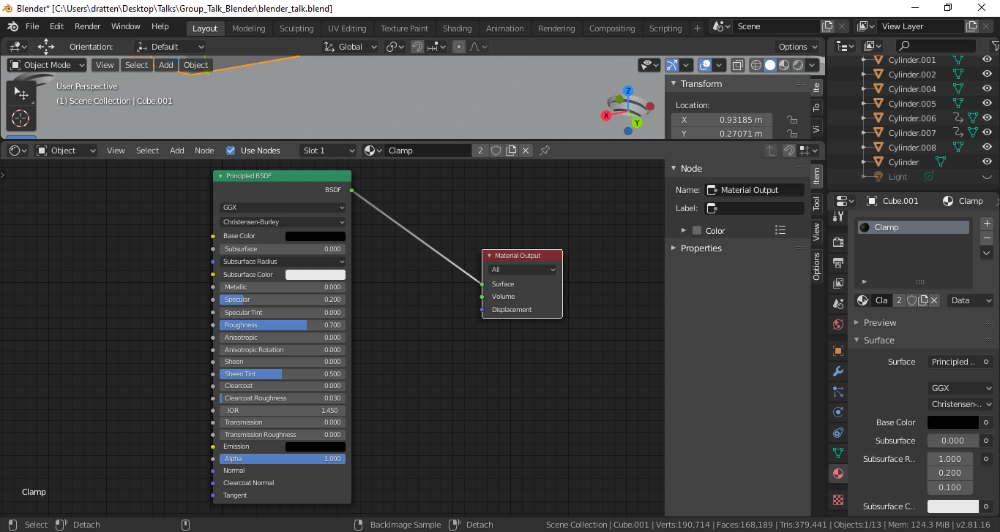 Blender* [C:\Users\dratten\Desktop\Talks\Group_Talk_Blender\blender_talk.blend]
File Edit Render Window Help Layout Modeling Sculpting UV Editing Texture Paint Shading Animation Rendering Compositing Scripting + Scene View Layer
Orientation: Default Global Options
Object Mode View Select Add Object
User Perspective
(1) Scene Collection | Cube.001
Z
X
Y
Transform
Location:
X 0.93185 m
Y 0.27071 m
Ite
To
Vi
Cylinder.001
Cylinder.002
Cylinder.004
Cylinder.005
Cylinder.006
Cylinder.007
Cylinder.008
Cylinder
Light
Object View Select Add Node Use Nodes Slot 1 Clamp 2
Principled BSDF
BSDF
GGX
Christensen-Burley
Base Color
Subsurface 0.000
Subsurface Radius
Subsurface Color
Metallic 0.000
Specular 0.200
Specular Tint 0.000
Roughness 0.700
Anisotropic 0.000
Anisotropic Rotation 0.000
Sheen 0.000
Sheen Tint 0.500
Clearcoat 0.000
Clearcoat Roughness 0.030
IOR 1.450
Transmission 0.000
Transmission Roughness 0.000
Emission
Alpha 1.000
Normal
Clearcoat Normal
Tangent
Material Output
All
Surface
Volume
Displacement
Clamp
Node
Name: Material Output
Label:
Color
Properties
Item
Tool
View
Options
Cube.001 Clamp
Clamp
Cla 2 Data
Preview
Surface
Surface Principled ..
GGX
Christensen-..
Base Color
Subsurface 0.000
Subsurface R.. 1.000
0.200
0.100
Subsurface C..
Select Detach Backimage Sample Detach Scene Collection | Cube.001 | Verts:190,714 | Faces:168,189 | Tris:379,441 | Objects:1/13 | Mem: 124.3 MiB | v2.81.16